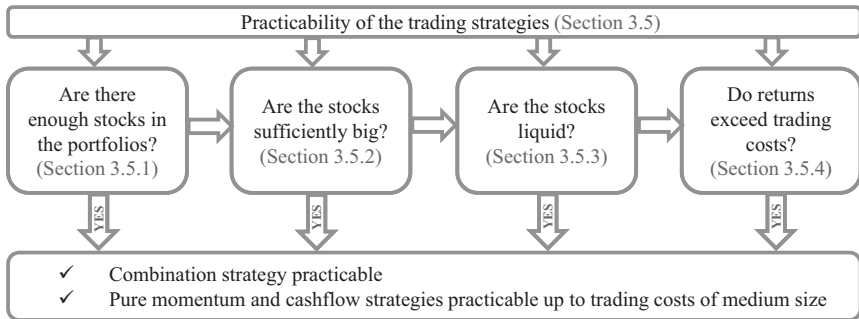 Practicability of the trading strategies (Section 3.5)
Are there
enough stocks in
the portfolios?
(Section 3.5.1)
Are the stocks
sufficiently big?
(Section 3.5.2)
Are the stocks
liquid?
(Section 3.5.3)
Do returns
exceed trading
costs?
(Section 3.5.4)
YES
YES
YES
YES
✓ Combination strategy practicable
✓ Pure momentum and cashflow strategies practicable up to trading costs of medium size